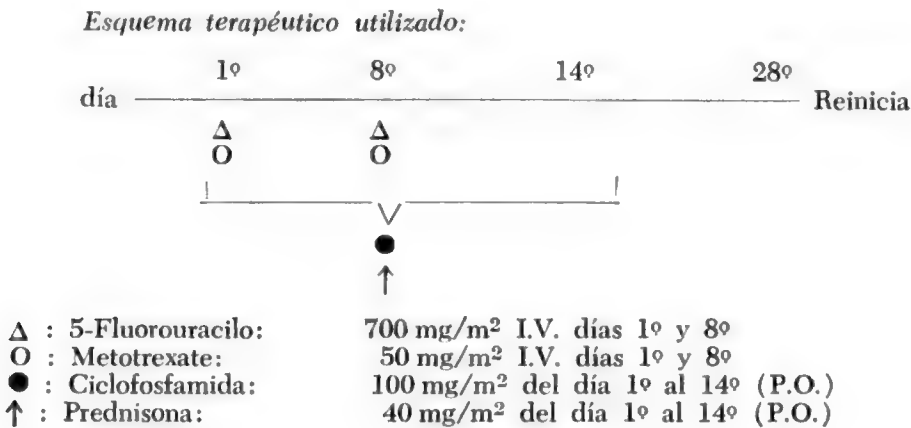 Esquema terapéutico utilizado:
1º 8º 14º 28º
día Reinicia
Δ Δ
O O
●
↑
Δ : 5-Fluorouracilo: 700 mg/m² I.V. días 1º y 8º
O : Metotrexate: 50 mg/m² I.V. días 1º y 8º
● : Ciclofosfamida: 100 mg/m² del día 1º al 14º (P.O.)
↑ : Prednisona: 40 mg/m² del día 1º al 14º (P.O.)